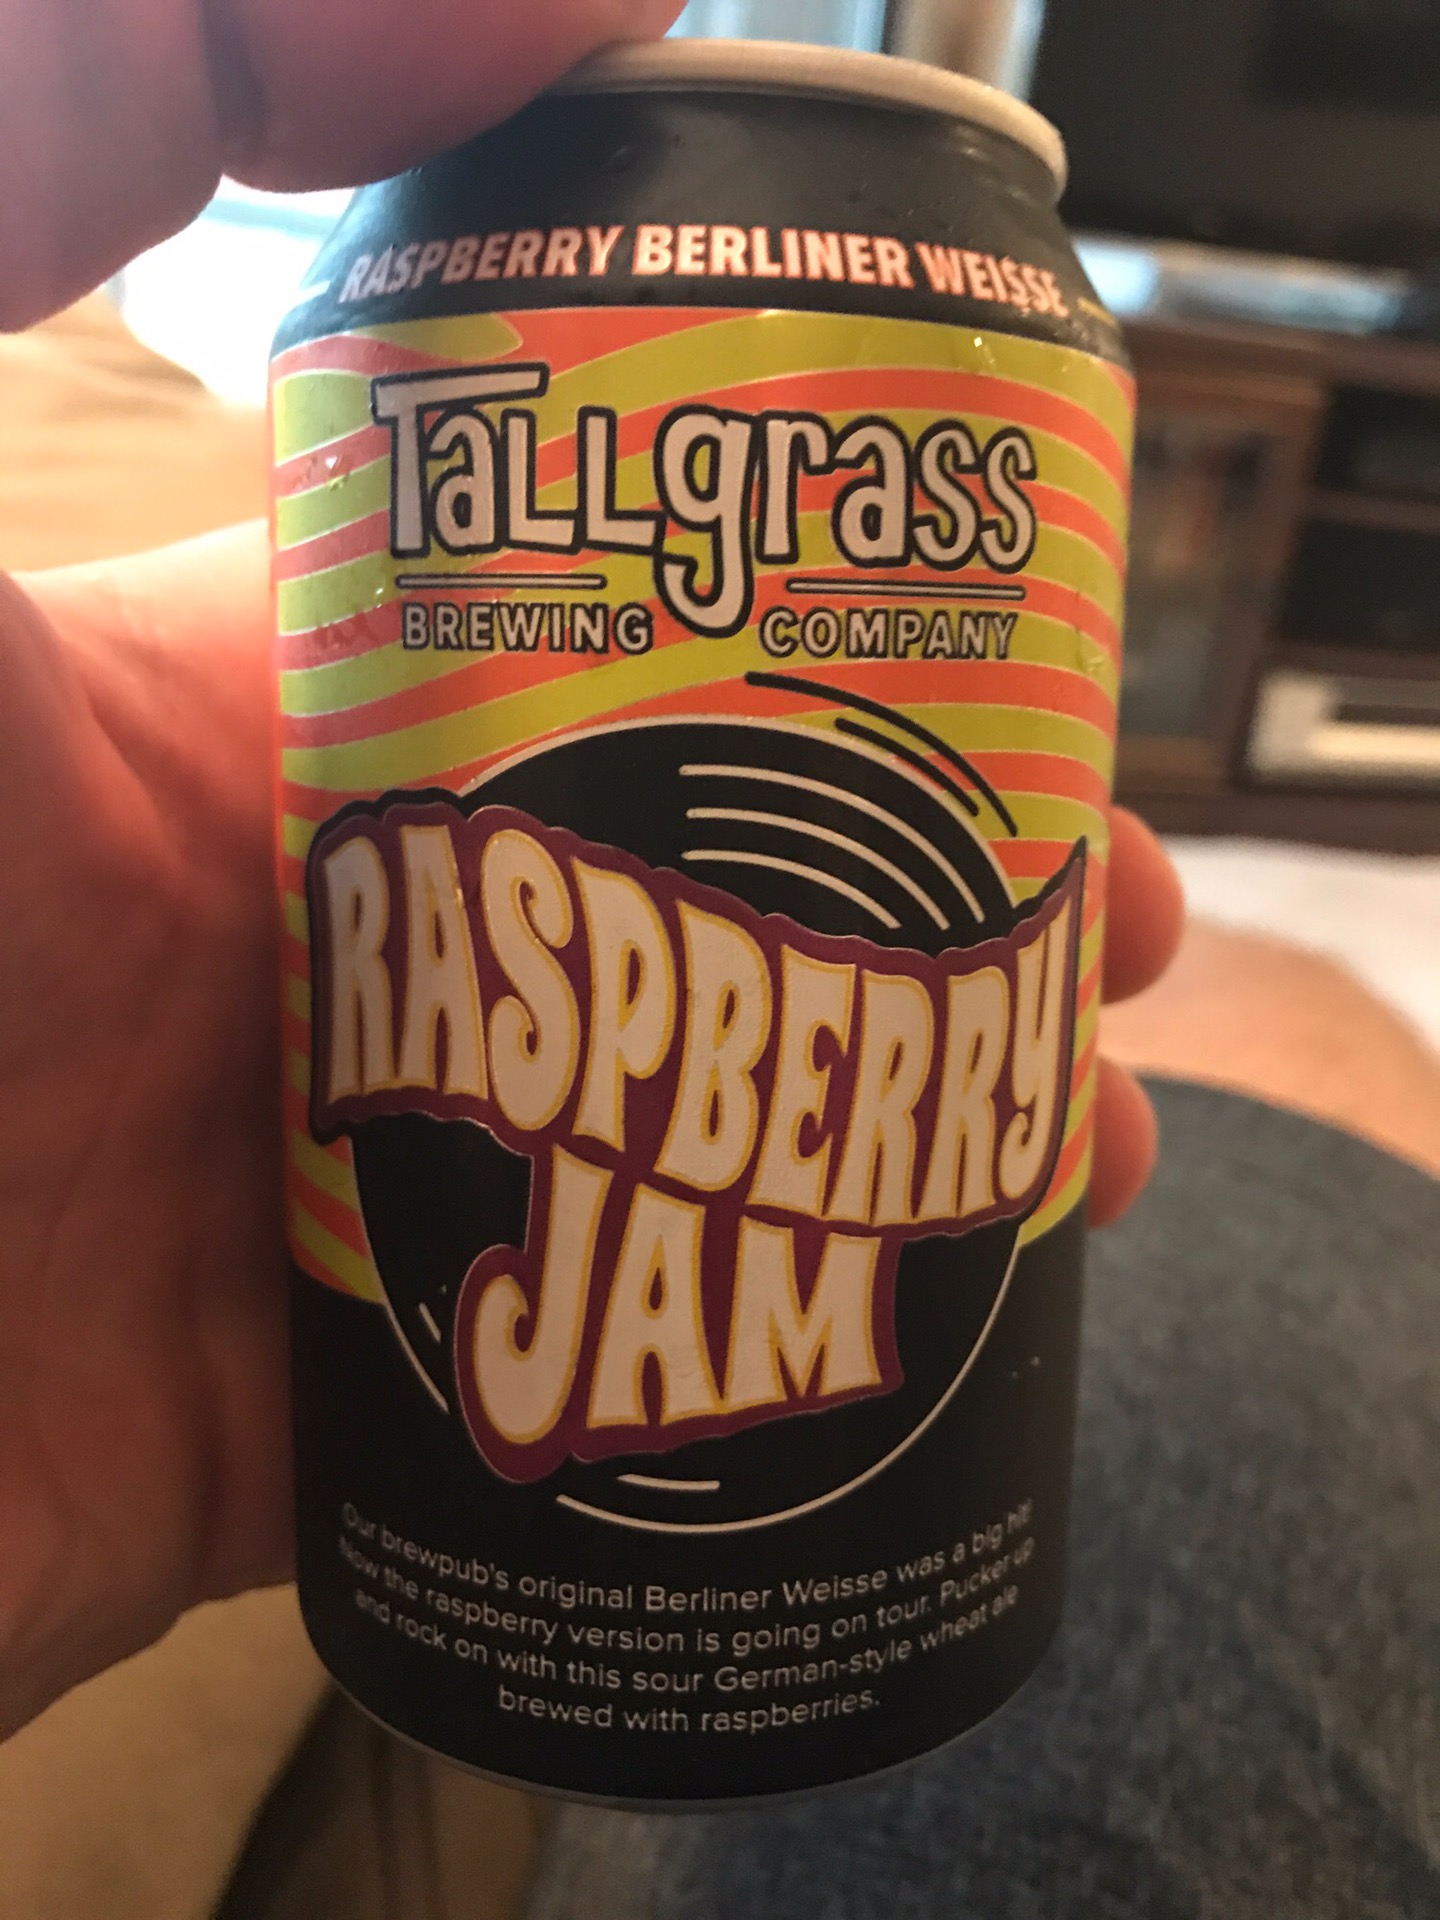 RASPBERRY BERLINER WEISSE
Tallgrass
BREWING COMPANY
RASPBERRY
JAM
Our brewpub's original Berliner Weisse was a big hit!
Now the raspberry version is going on tour. Pucker up
and rock on with this sour German-style wheat ale
brewed with raspberries.